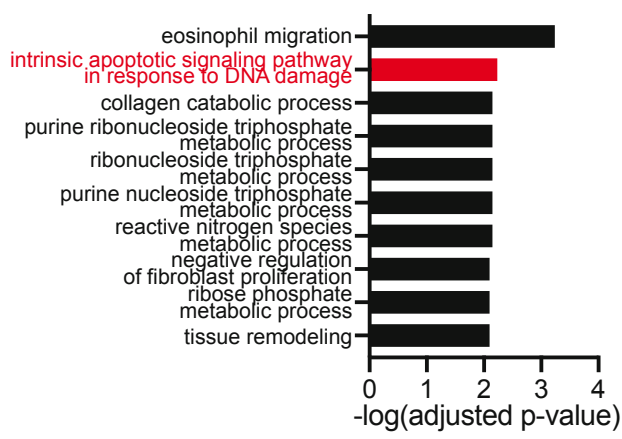 eosinophil migration
intrinsic apoptotic signaling pathway
in response to DNA damage
collagen catabolic process
purine ribonucleoside triphosphate
metabolic process
ribonucleoside triphosphate
metabolic process
purine nucleoside triphosphate
metabolic process
reactive nitrogen species
metabolic process
negative regulation
of fibroblast proliferation
ribose phosphate
metabolic process
tissue remodeling
0 1 2 3 4
-log(adjusted p-value)